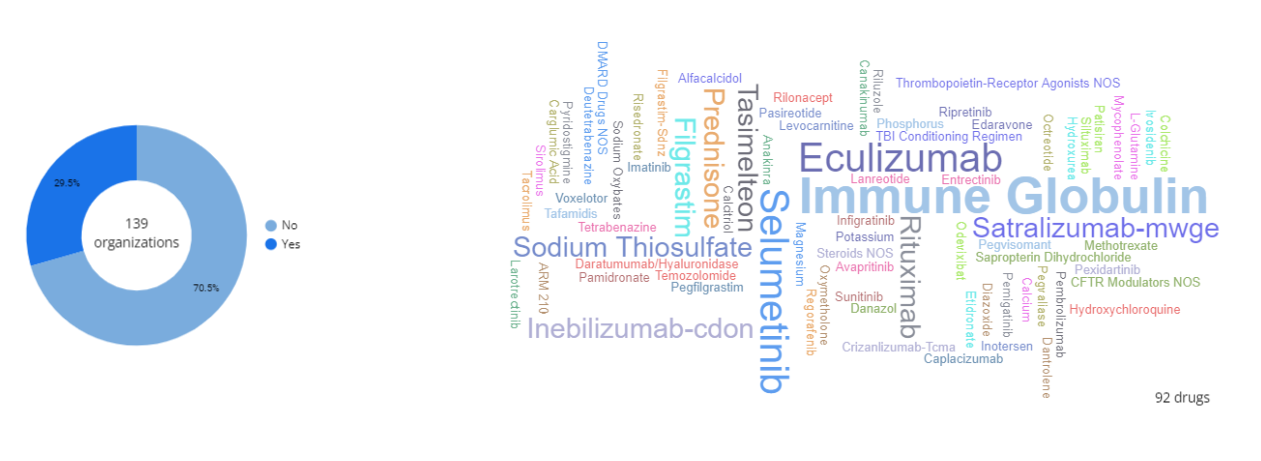 29.5%
139
organizations
70.5%
No
Yes
DMARD Drugs NOS
Deutetrabenazine
Pyridostigmine
Carglumic Acid
Sirolimus
Tacrolimus
Sodium Oxybates
Risedronate
Filgrastim-Sdnz
Alfacalcidol
Imatinib
Voxelotor
Tafamidis
Tetrabenazine
Filgrastim
Prednisone
Tasimelteon
Calcitriol
Anakinra
Rilonacept
Pasireotide
Levocarnitine
Canakinumab
Riluzole
Thrombopoietin-Receptor Agonists NOS
Phosphorus
Ripretinib
Edaravone
TBI Conditioning Regimen
Octreotide
Hydroxurea
Siltuximab
Patisiran
Mycophenolate
L-Glutamine
Ivosidenib
Colchicine
Eculizumab
Lanreotide
Entrectinib
Immune Globulin
Selumetinib
Satralizumab-mwge
Sodium Thiosulfate
Daratumumab/Hyaluronidase
Pamidronate
Temozolomide
Pegfilgrastim
Larotrectinib
ARM 210
Inebilizumab-cdon
Magnesium
Regorafenib
Oxymetholone
Infigratinib
Potassium
Steroids NOS
Avapritinib
Sunitinib
Danazol
Rituximab
Crizanlizumab-Tcma
Caplacizumab
Odavixibat
Pegvisomant
Methotrexate
Sapropterin Dihydrochloride
Pexidartinib
CFTR Modulators NOS
Hydroxychloroquine
Etidronate
Diazoxide
Pemigatinib
Calcium
Pegvaliase
Pembrolizumab
Inotersen
Dantrolene
92 drugs